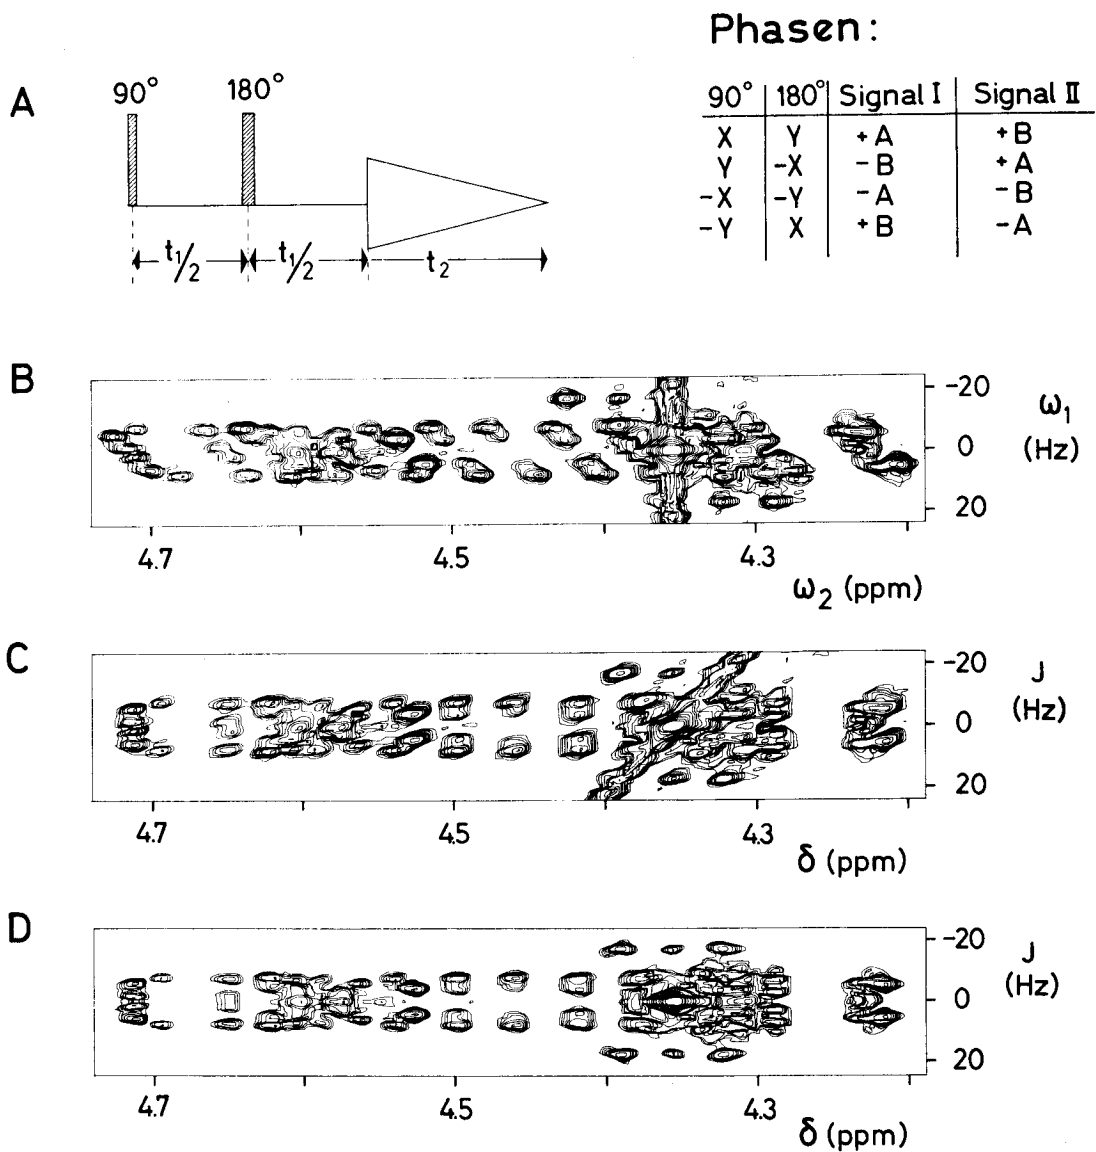 Phasen:
A
90° 180°
t₁/2 t₁/2 t₂
90° 180° Signal I Signal II
X Y +A +B
Y -X -B +A
-X -Y -A -B
-Y X +B -A
B
-20
ω₁
0
(Hz)
20
4.7 4.5 4.3
ω₂ (ppm)
C
-20
J
0
(Hz)
20
4.7 4.5 4.3
δ (ppm)
D
-20
J
0
(Hz)
20
4.7 4.5 4.3
δ (ppm)